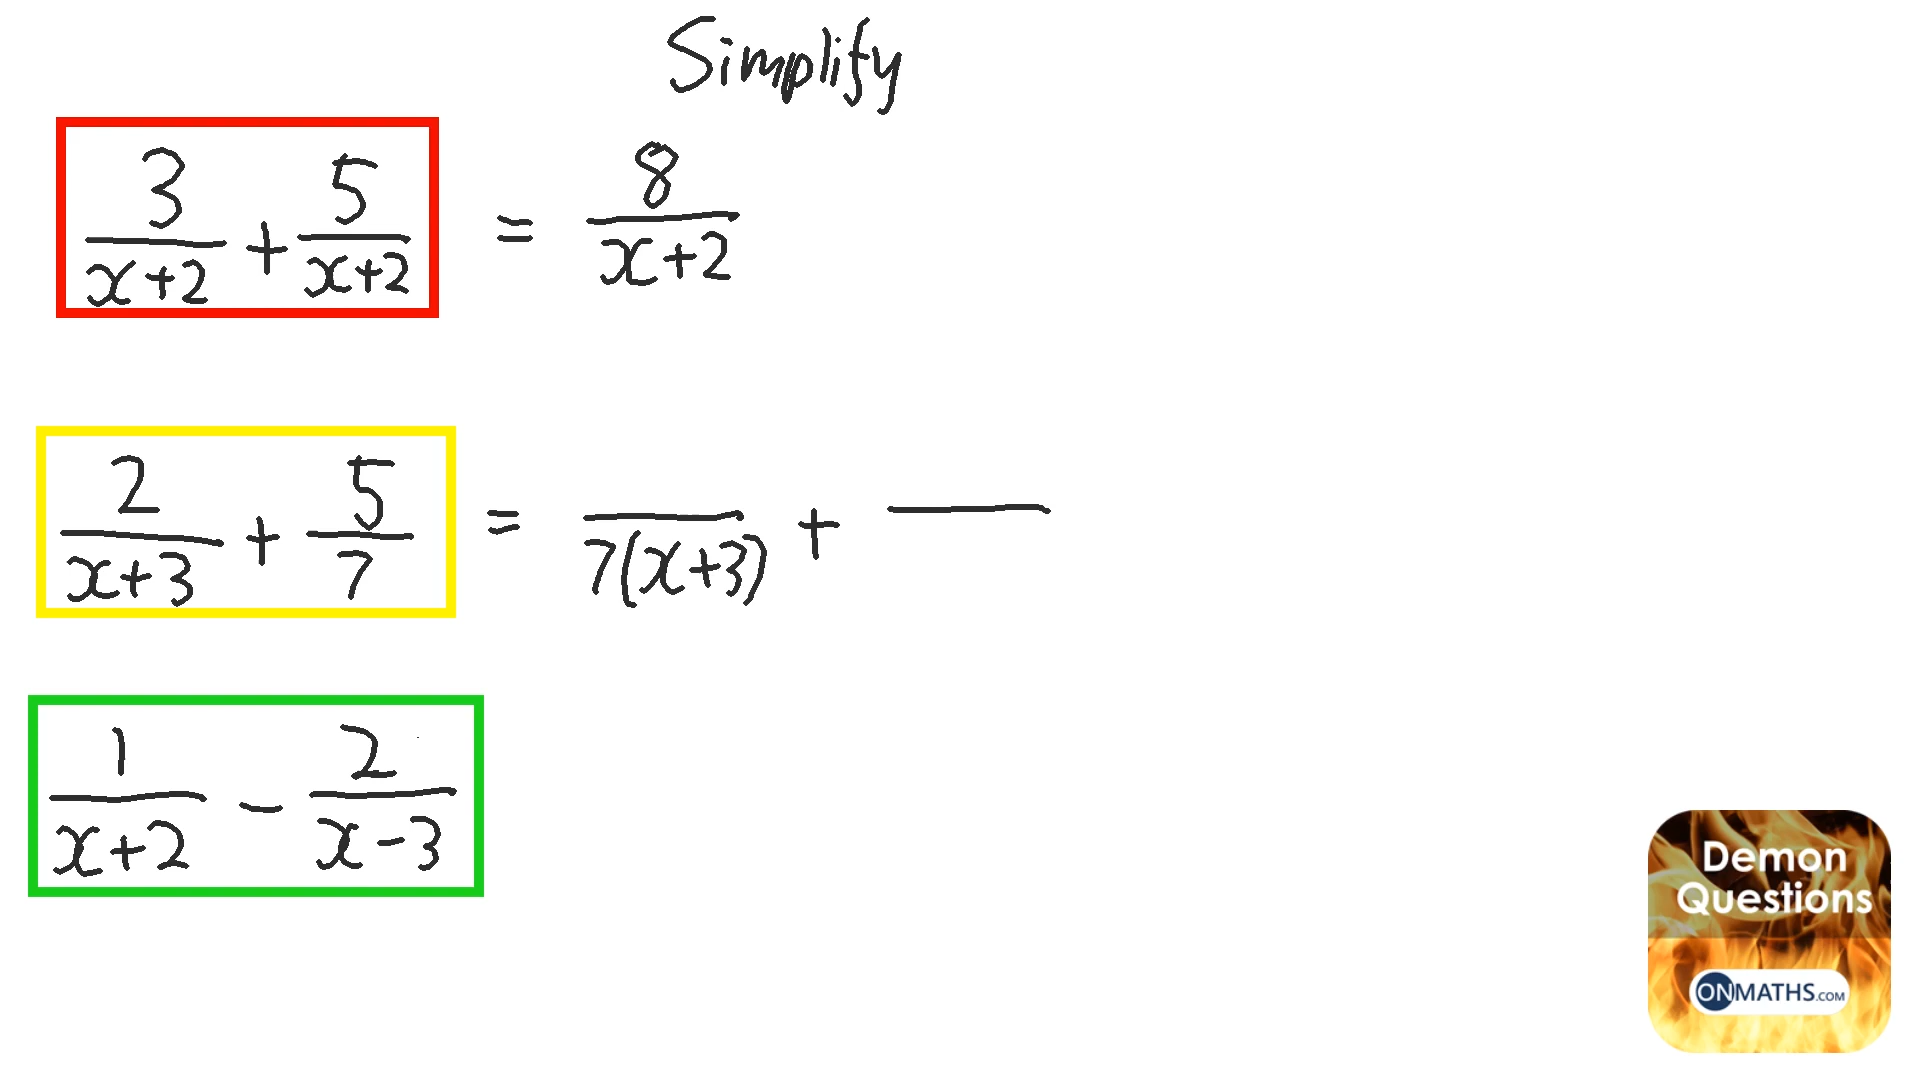 Simplify
3/(x+2) + 5/(x+2) = 8/(x+2)
2/(x+3) + 5/7 = /7(x+3) +
1/(x+2) - 2/(x-3)
Demon
Questions
ONMATHS.COM